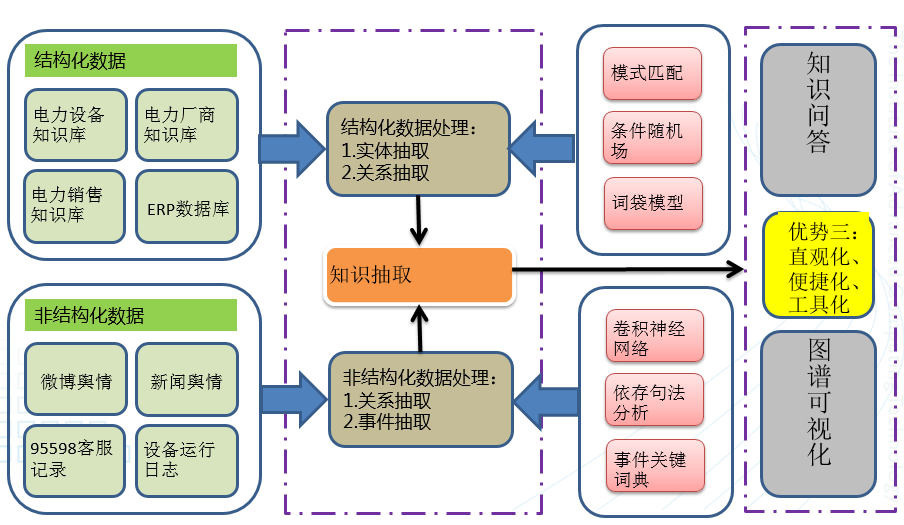 结构化数据
电力设备
知识库
电力厂商
知识库
电力销售
知识库
ERP数据库
非结构化数据
微博舆情
新闻舆情
95598客服
记录
设备运行
日志
结构化数据处理：
1.实体抽取
2.关系抽取
知识抽取
非结构化数据处理：
1.关系抽取
2.事件抽取
模式匹配
条件随机
场
词袋模型
卷积神经
网络
依存句法
分析
事件关键
词典
知识问答
优势三：
直观化、
便捷化、
工具化
图谱可视化